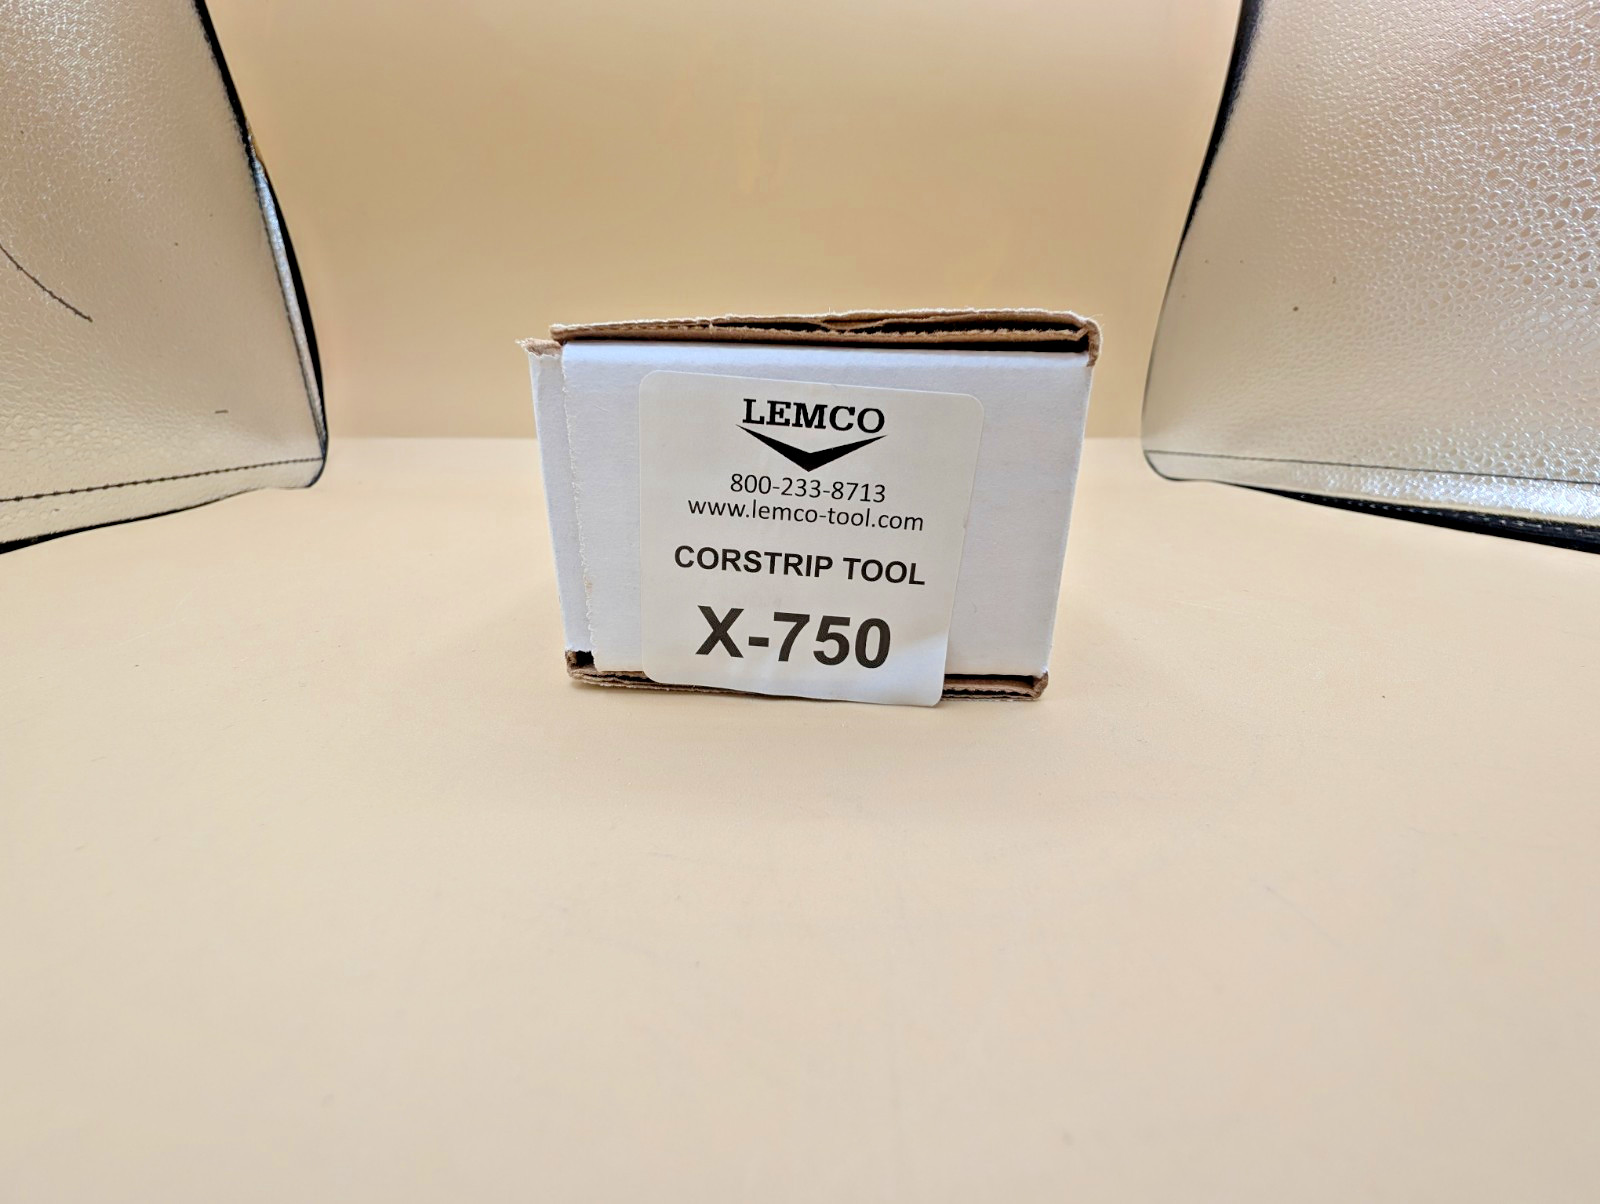 LEMCO
800-233-8713
www.lemco-tool.com
CORSTRIP TOOL
X-750